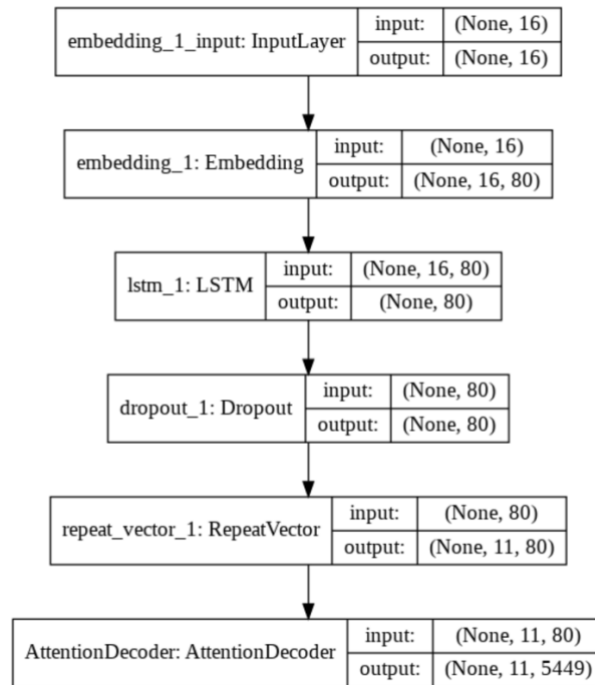 embedding_1_input: InputLayer
input: (None, 16)
output: (None, 16)
embedding_1: Embedding
input: (None, 16)
output: (None, 16, 80)
lstm_1: LSTM
input: (None, 16, 80)
output: (None, 80)
dropout_1: Dropout
input: (None, 80)
output: (None, 80)
repeat_vector_1: RepeatVector
input: (None, 80)
output: (None, 11, 80)
AttentionDecoder: AttentionDecoder
input: (None, 11, 80)
output: (None, 11, 5449)